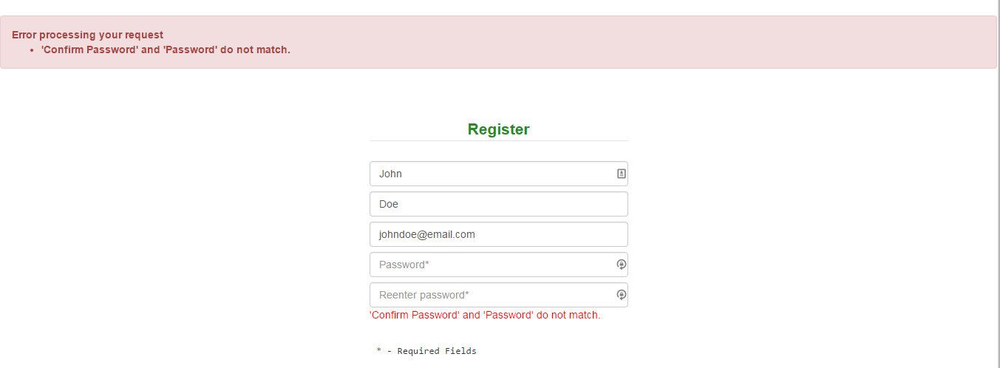 Error processing your request
• 'Confirm Password' and 'Password' do not match.
Register
John
Doe
johndoe@email.com
Password*
Reenter password*
'Confirm Password' and 'Password' do not match.
* - Required Fields